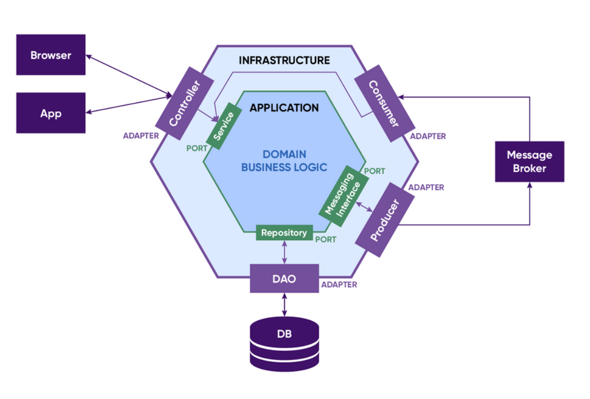 Browser
App
INFRASTRUCTURE
Controller
ADAPTER
Consumer
ADAPTER
APPLICATION
Service
PORT
DOMAIN
BUSINESS LOGIC
PORT
Messaging
Interface
ADAPTER
Producer
Message
Broker
Repository
PORT
DAO
ADAPTER
DB